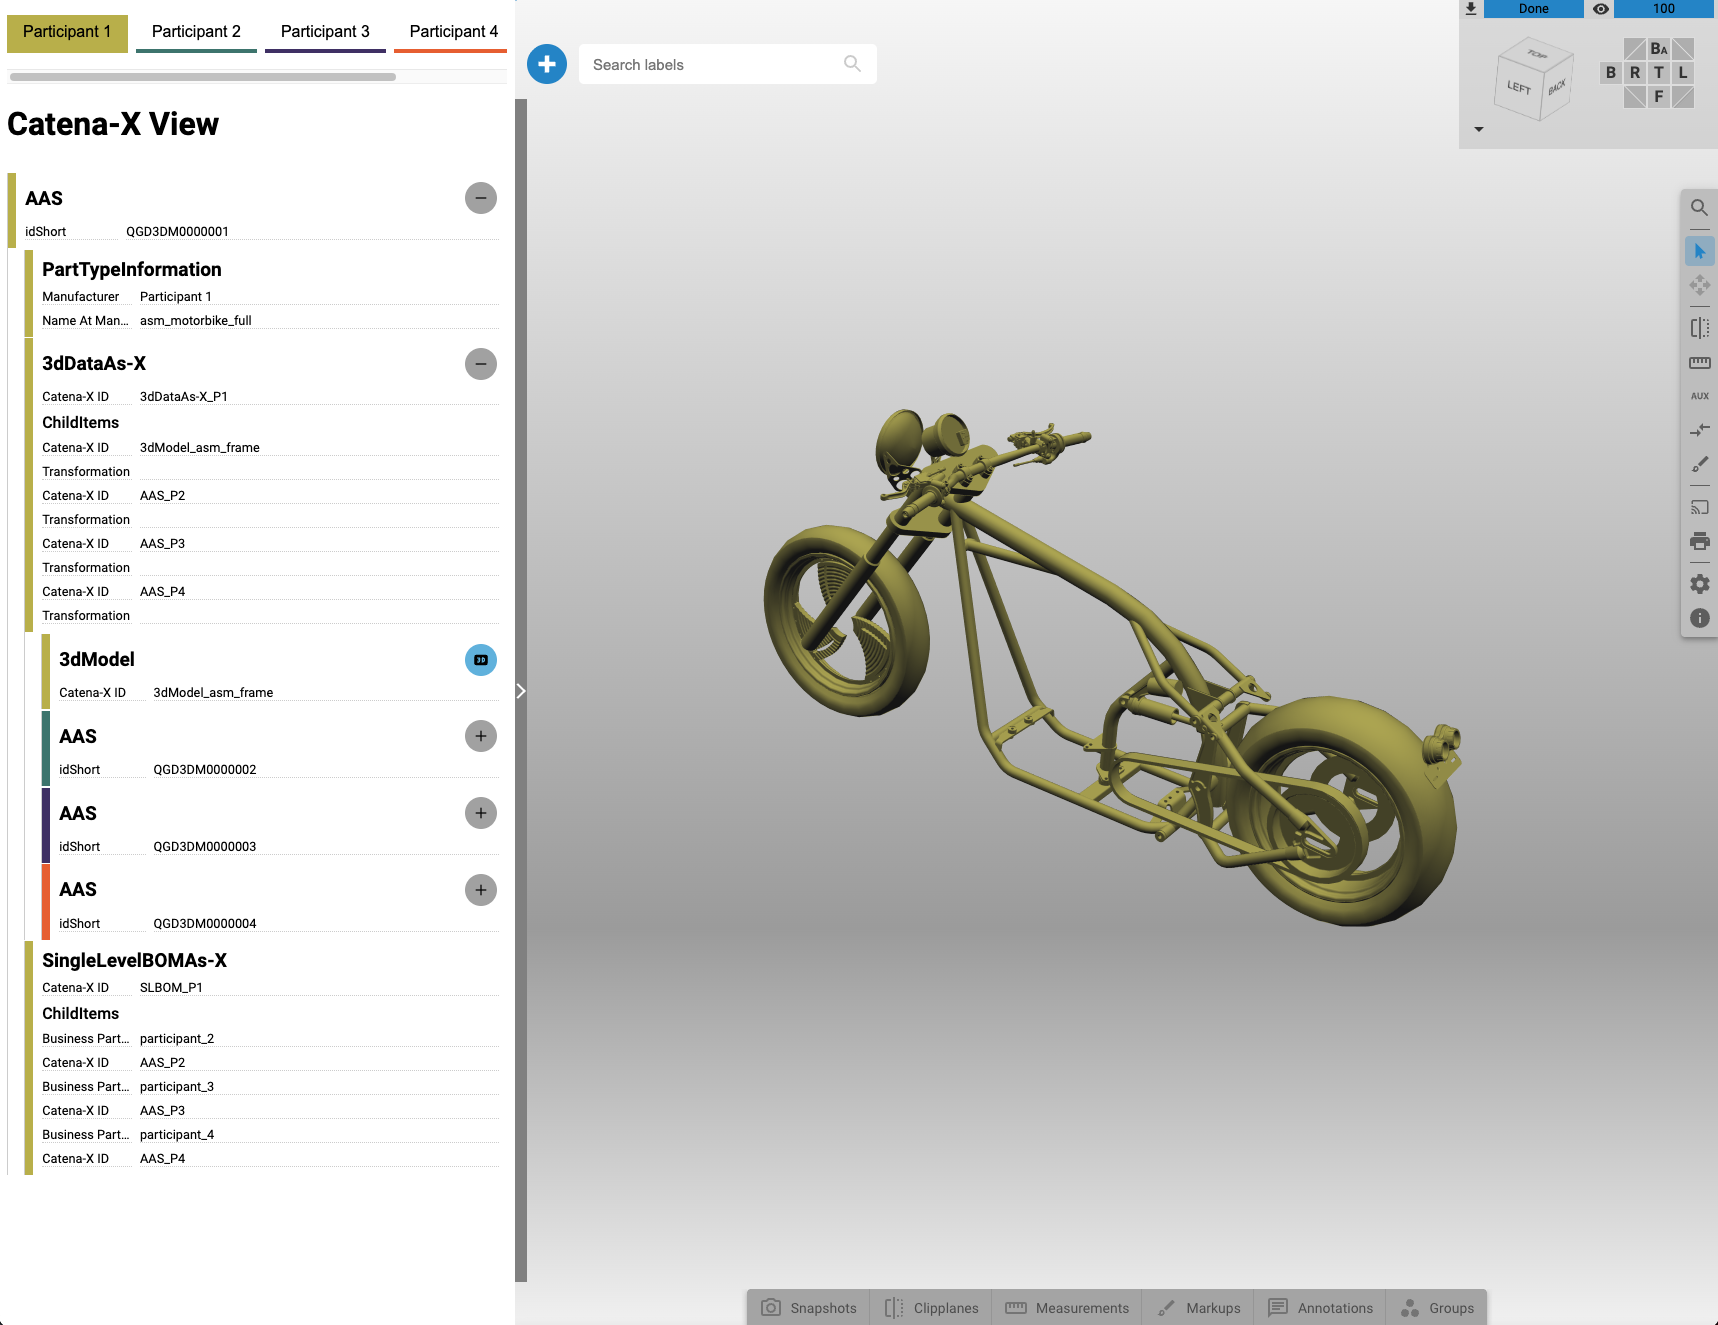 Participant 1
Participant 2
Participant 3
Participant 4
Catena-X View
AAS
idShort QGD3DM0000001
PartTypeInformation
Manufacturer Participant 1
Name At Man... asm_motorbike_full
3dDataAs-X
Catena-X ID 3dDataAs-X_P1
ChildItems
Catena-X ID 3dModel_asm_frame
Transformation
Catena-X ID AAS_P2
Transformation
Catena-X ID AAS_P3
Transformation
Catena-X ID AAS_P4
Transformation
3dModel
3D
Catena-X ID 3dModel_asm_frame
AAS
idShort QGD3DM0000002
AAS
idShort QGD3DM0000003
AAS
idShort QGD3DM0000004
SingleLevelBOMAs-X
Catena-X ID SLBOM_P1
ChildItems
Business Part... participant_2
Catena-X ID AAS_P2
Business Part... participant_3
Catena-X ID AAS_P3
Business Part... participant_4
Catena-X ID AAS_P4
Search labels
Done
100
TOP
LEFT
BACK
BA
B R T L
F
AUX
Snapshots
Clipplanes
Measurements
Markups
Annotations
Groups